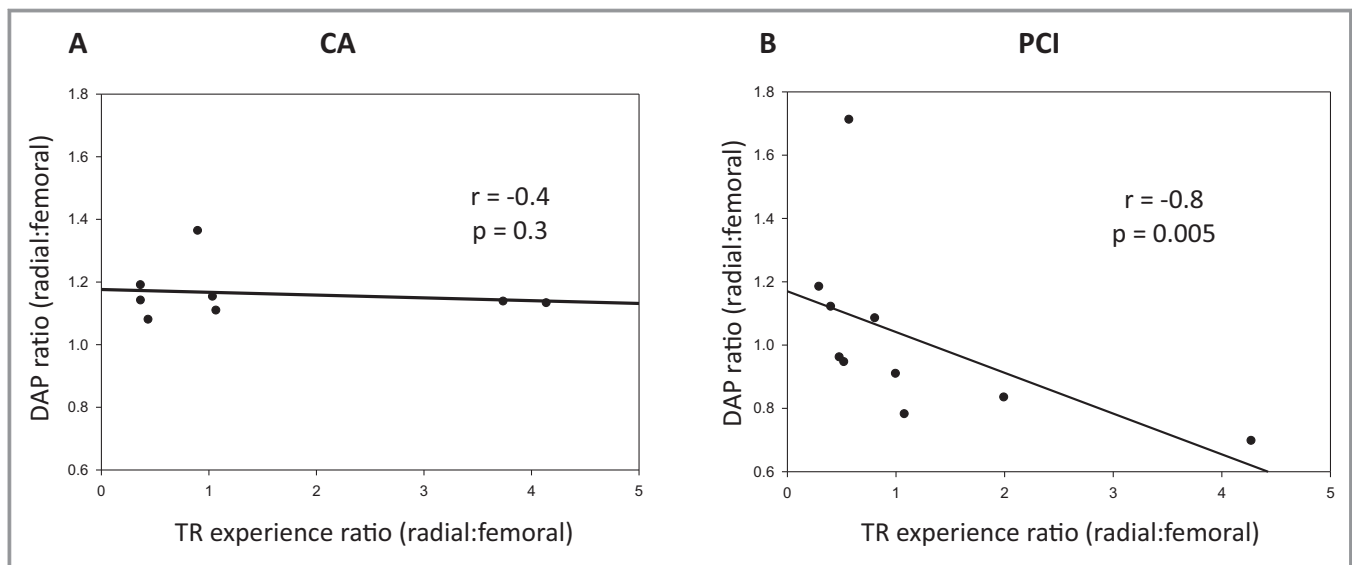 A CA
DAP ratio (radial:femoral)
1.8
1.6
1.4
1.2
1.0
0.8
0.6
r = -0.4
p = 0.3
0 1 2 3 4 5
TR experience ratio (radial:femoral)
B PCI
DAP ratio (radial:femoral)
1.8
1.6
1.4
1.2
1.0
0.8
0.6
r = -0.8
p = 0.005
0 1 2 3 4 5
TR experience ratio (radial:femoral)